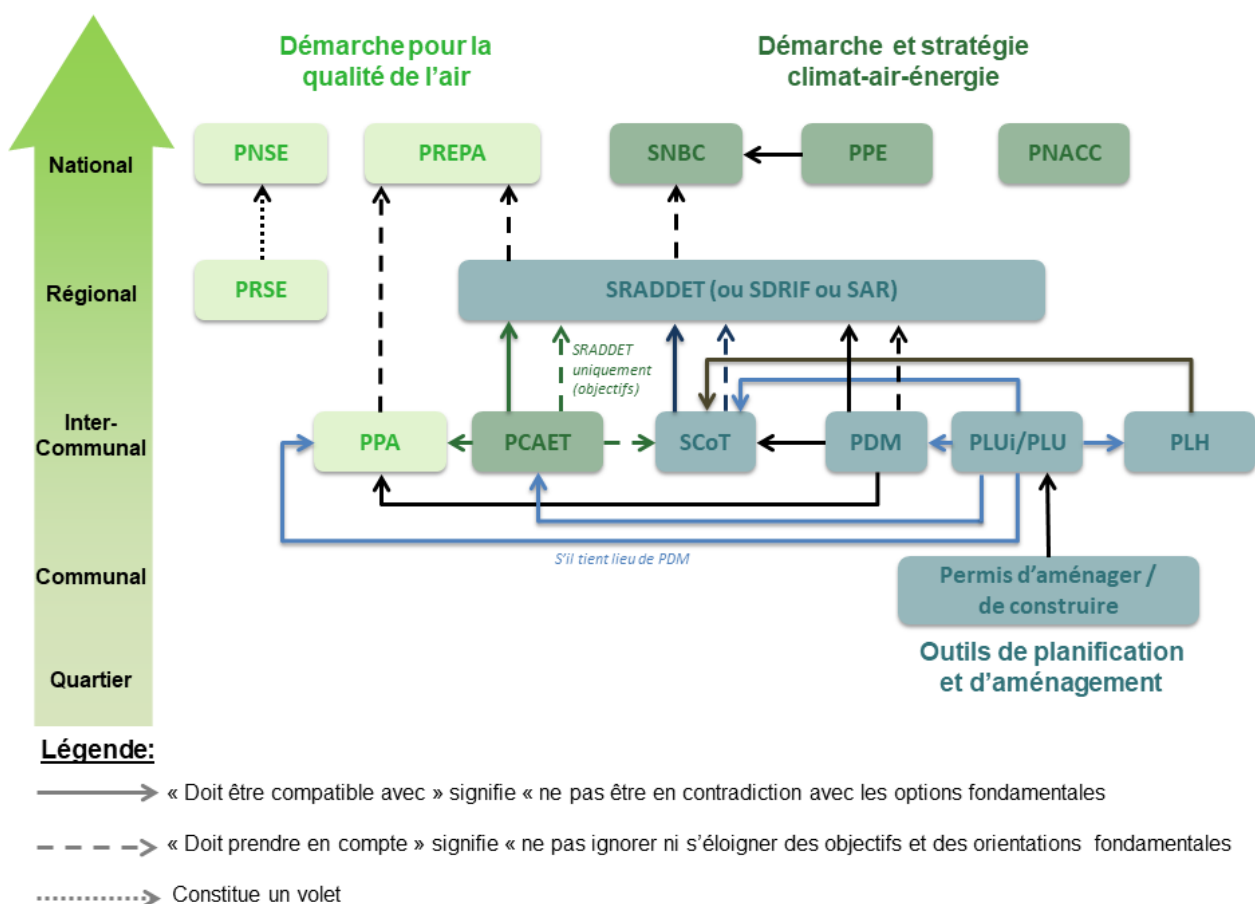 Démarche pour la
qualité de l'air
Démarche et stratégie
climat-air-énergie
National
PNSE
PREPA
SNBC
PPE
PNACC
Régional
PRSE
SRADDET (ou SDRIF ou SAR)
SRADDET
uniquement
(objectifs)
Inter-
Communal
PPA
PCAET
SCoT
PDM
PLUi/PLU
PLH
S'il tient lieu de PDM
Communal
Permis d'aménager /
de construire
Quartier
Outils de planification
et d'aménagement
Légende:
« Doit être compatible avec » signifie « ne pas être en contradiction avec les options fondamentales
« Doit prendre en compte » signifie « ne pas ignorer ni s'éloigner des objectifs et des orientations fondamentales
Constitue un volet